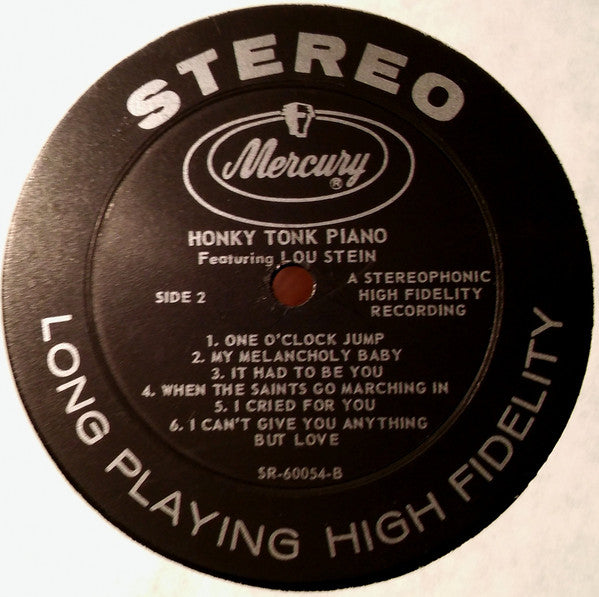 STEREO
Mercury
®
HONKY TONK PIANO
Featuring LOU STEIN
SIDE 2
A STEREOPHONIC
HIGH FIDELITY
RECORDING
1. ONE O'CLOCK JUMP
2. MY MELANCHOLY BABY
3. IT HAD TO BE YOU
4. WHEN THE SAINTS GO MARCHING IN
5. I CRIED FOR YOU
6. I CAN'T GIVE YOU ANYTHING
BUT LOVE
SR-60054-B
LONG PLAYING HIGH FIDELITY